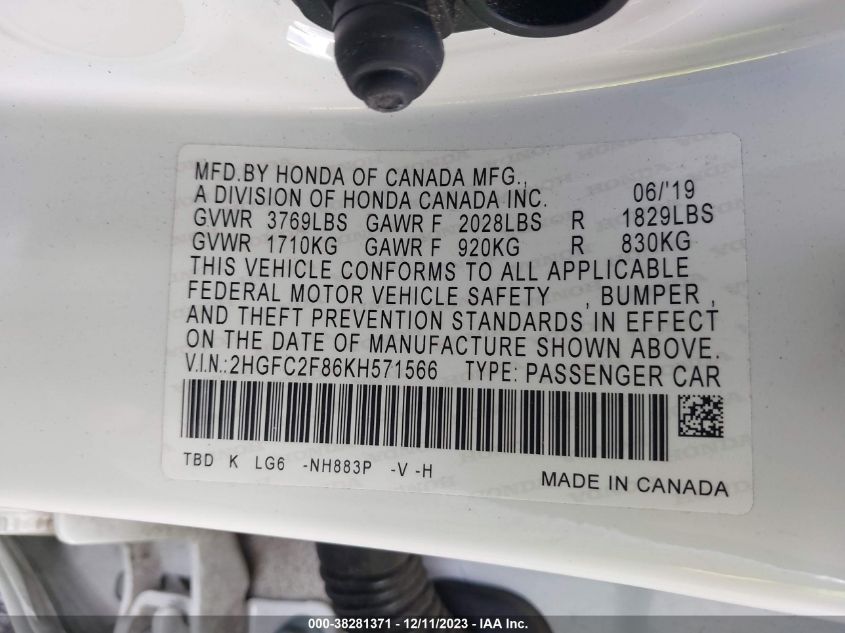 MFD.BY HONDA OF CANADA MFG.,
A DIVISION OF HONDA CANADA INC. 06/'19
GVWR 3769LBS GAWR F 2028LBS R 1829LBS
GVWR 1710KG GAWR F 920KG R 830KG
THIS VEHICLE CONFORMS TO ALL APPLICABLE
FEDERAL MOTOR VEHICLE SAFETY , BUMPER ,
AND THEFT PREVENTION STANDARDS IN EFFECT
ON THE DATE OF MANUFACTURE SHOWN ABOVE.
V.I.N.:2HGFC2F86KH571566 TYPE: PASSENGER CAR
TBD K LG6 -NH883P -V -H
MADE IN CANADA
000-38281371 - 12/11/2023 - IAA Inc.